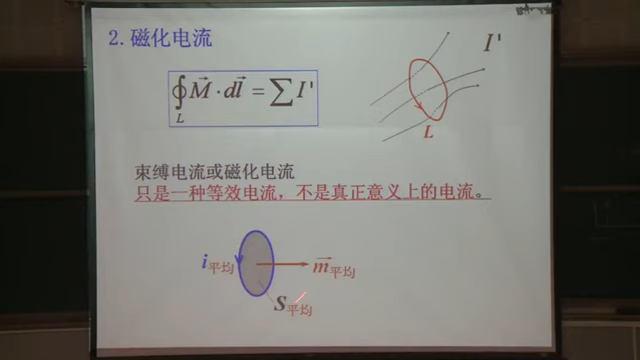 2.磁化电流
I'
∮_L M⃗·dl⃗ = ∑ I'
L
束缚电流或磁化电流
只是一种等效电流，不是真正意义上的电流。
i平均
m⃗平均
S平均